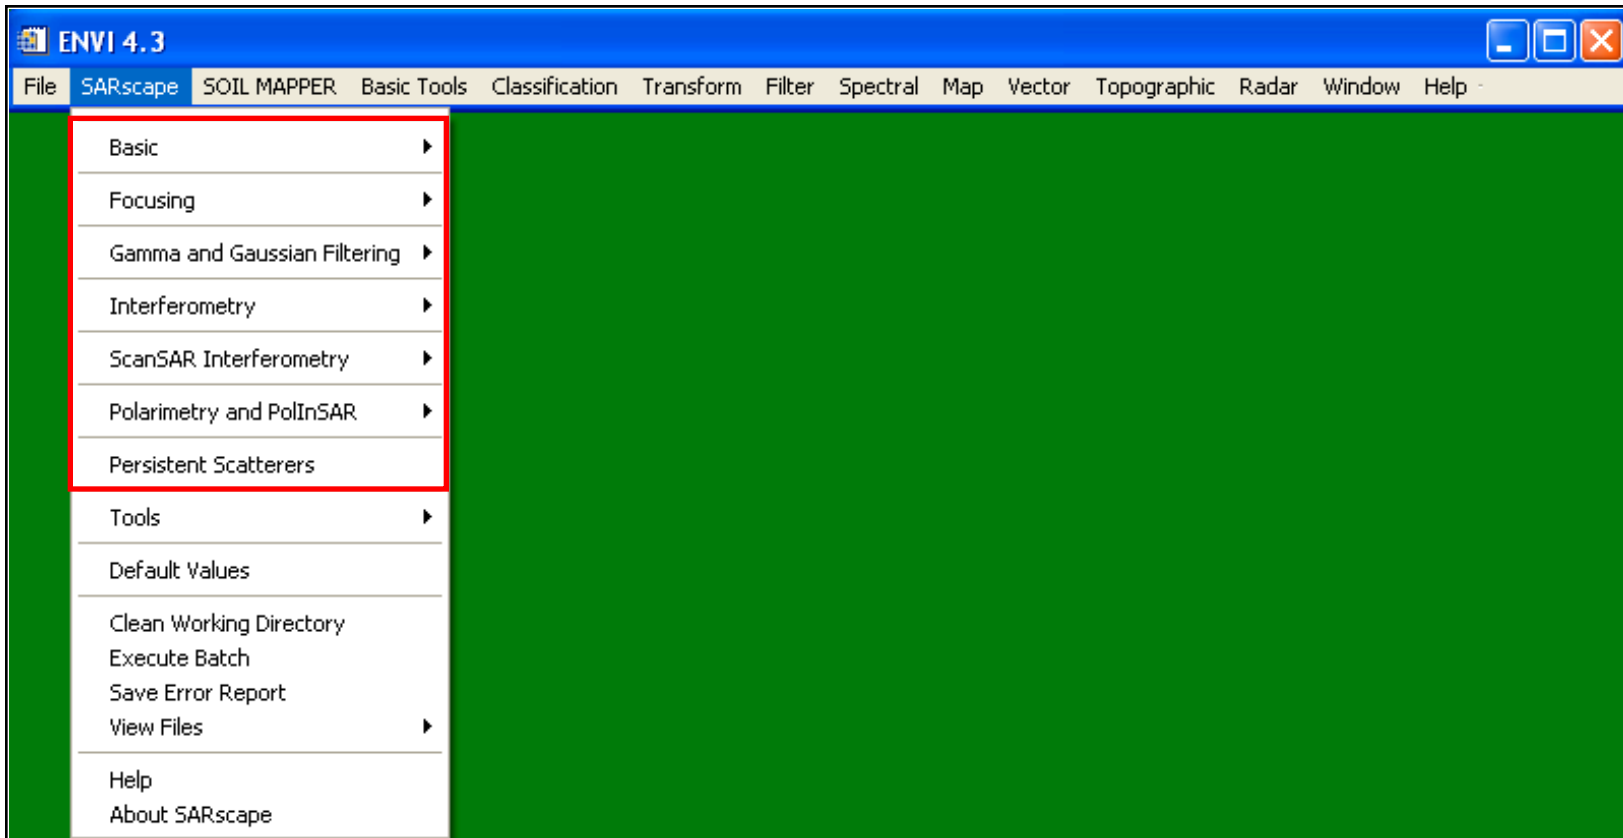 ENVI 4.3
File SARscape SOIL MAPPER Basic Tools Classification Transform Filter Spectral Map Vector Topographic Radar Window Help
Basic
Focusing
Gamma and Gaussian Filtering
Interferometry
ScanSAR Interferometry
Polarimetry and PolInSAR
Persistent Scatterers
Tools
Default Values
Clean Working Directory
Execute Batch
Save Error Report
View Files
Help
About SARscape